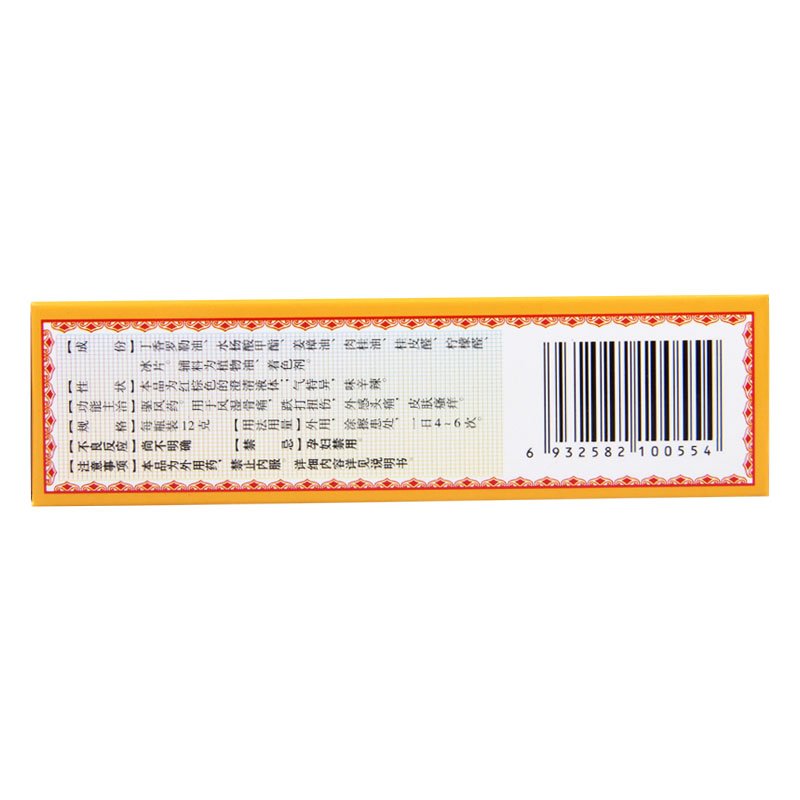 【成份】丁香罗勒油、水杨酸甲酯、姜樟油、肉桂油、桂皮醛、柠檬醛、
冰片。辅料为植物油、着色剂
【性状】本品为红棕色的澄清液体；气特异，味辛辣。
【功能主治】驱风药。用于风湿骨痛，跌打扭伤，外感头痛，皮肤瘙痒。
【规格】每瓶装12克 【用法用量】外用，涂擦患处，一日4~6次。
【不良反应】尚不明确 【禁忌】孕妇禁用
【注意事项】本品为外用药，禁止内服。详细内容详见说明书
6 932582 100554